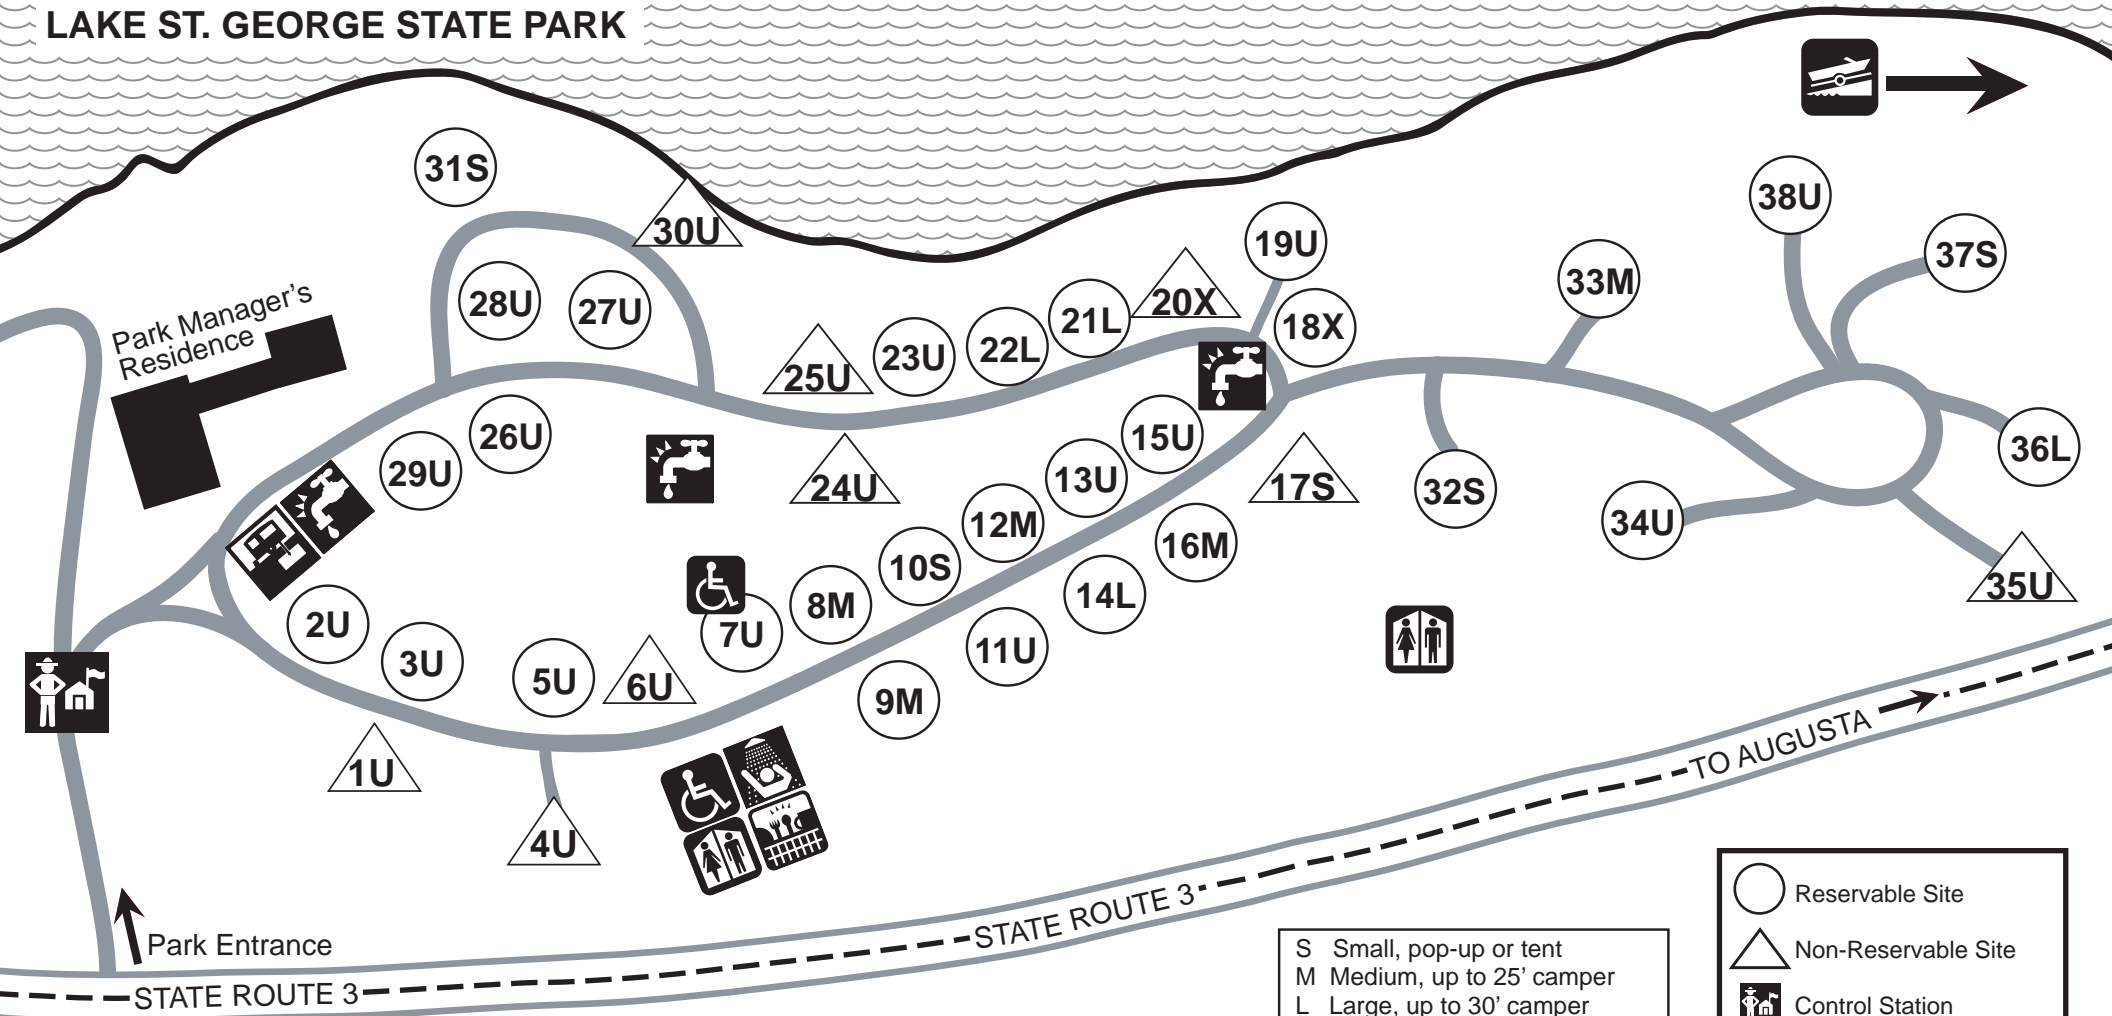 LAKE ST. GEORGE STATE PARK
31S
30U
38U
37S
19U
33M
28U
27U
20X
21L
18X
22L
23U
25U
Park Manager's
Residence
26U
29U
24U
15U
13U
12M
17S
32S
36L
34U
16M
10S
14L
35U
8M
7U
11U
2U
3U
5U
6U
9M
1U
4U
TO AUGUSTA
STATE ROUTE 3
Park Entrance
STATE ROUTE 3
S Small, pop-up or tent
M Medium, up to 25' camper
L Large, up to 30' camper
Reservable Site
Non-Reservable Site
Control Station